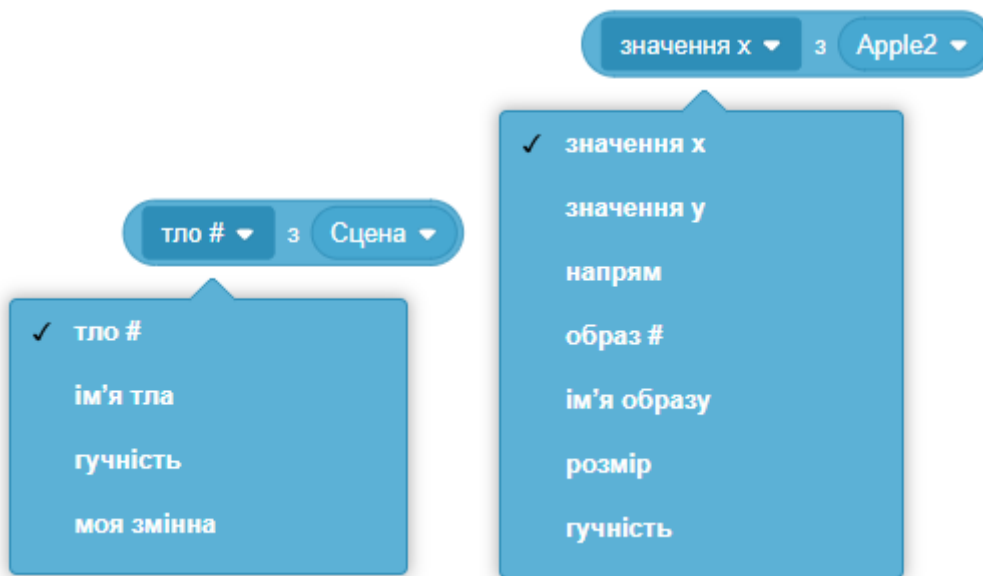 значення x з Apple2
✓ значення x
значення y
напрям
образ #
ім’я образу
розмір
гучність
тло # з Сцена
✓ тло #
ім’я тла
гучність
моя змінна